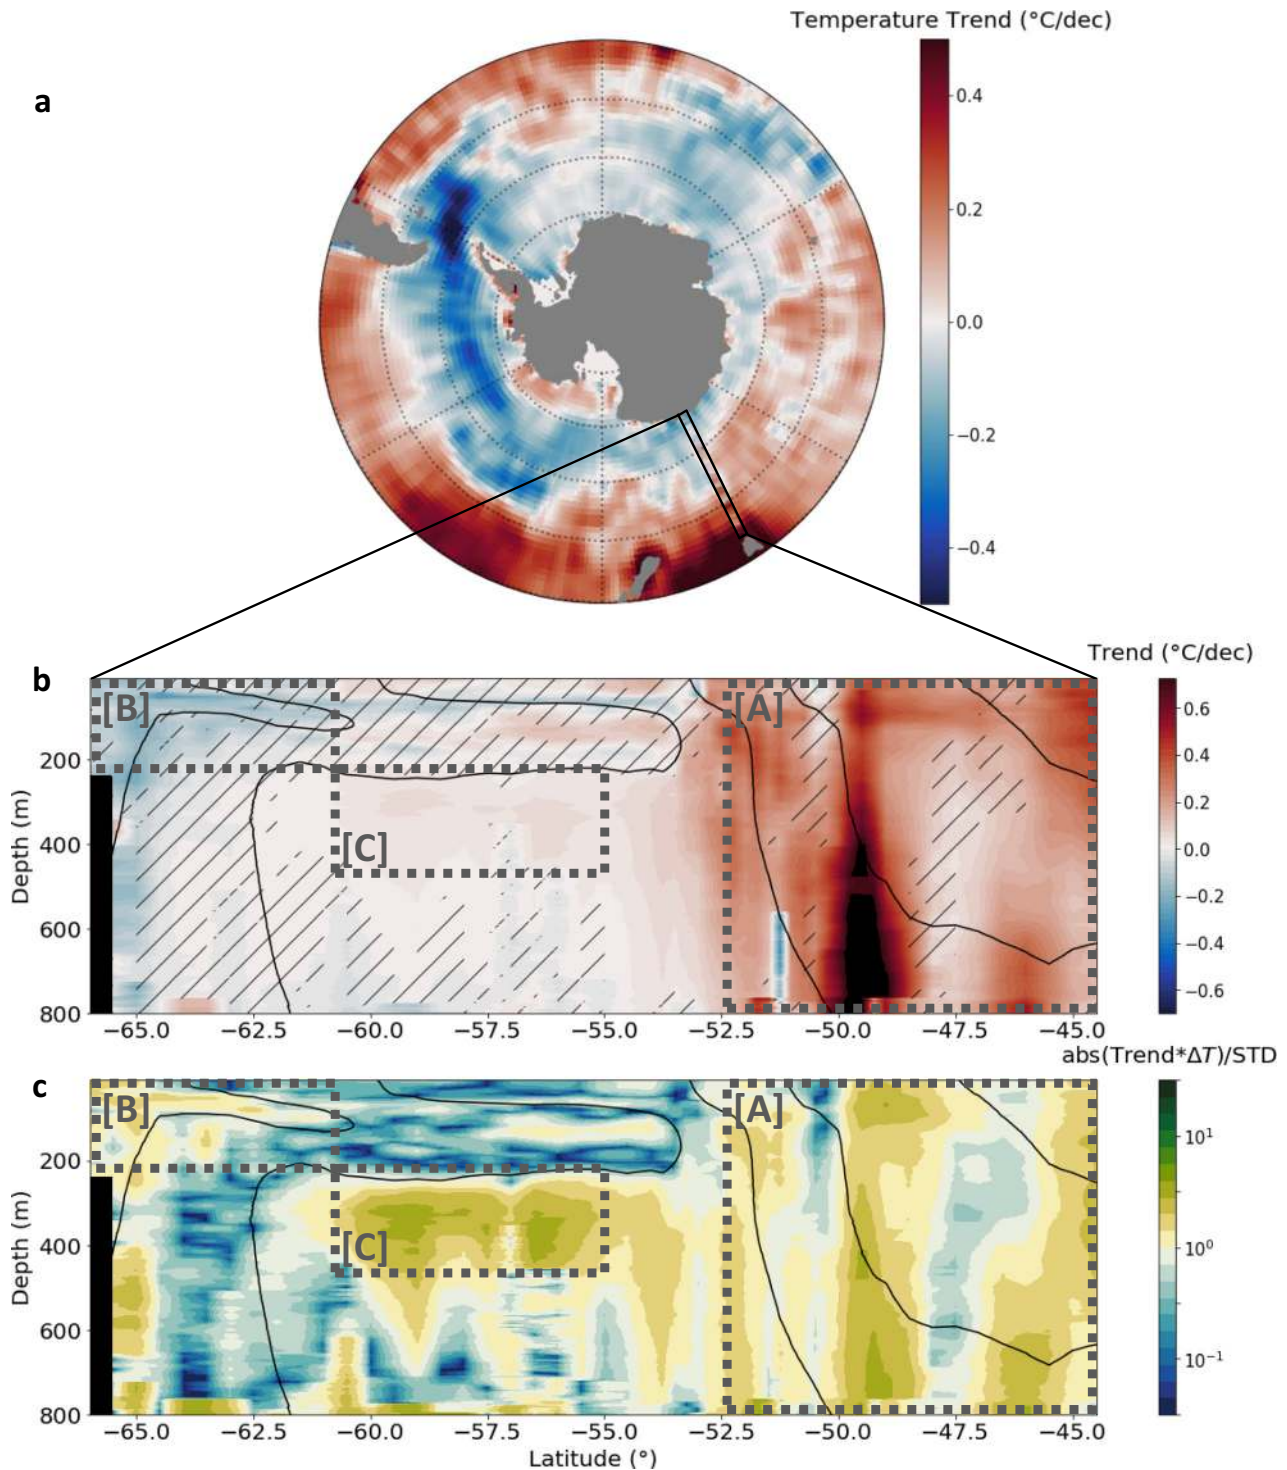 Temperature Trend (°C/dec)
a
0.4
0.2
0.0
−0.2
−0.4
b
Trend (°C/dec)
[B]
[A]
[C]
200
400
600
800
Depth (m)
0.6
0.4
0.2
0.0
−0.2
−0.4
−0.6
−65.0 −62.5 −60.0 −57.5 −55.0 −52.5 −50.0 −47.5 −45.0
abs(Trend*ΔT)/STD
c
[B]
[A]
[C]
200
400
600
800
Depth (m)
10¹
10⁰
10⁻¹
−65.0 −62.5 −60.0 −57.5 −55.0 −52.5 −50.0 −47.5 −45.0
Latitude (°)